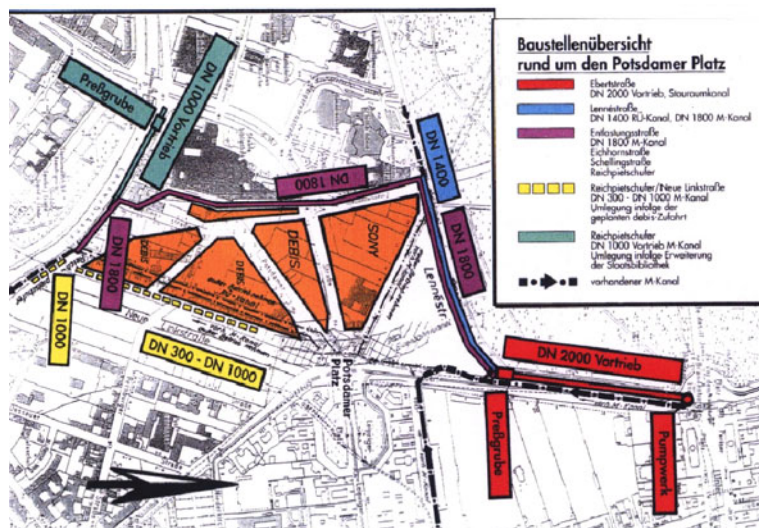 Baustellenübersicht
rund um den Potsdamer Platz
Ebertstraße
DN 2000 Vortrieb, Stauraumkanal
Lennéstraße
DN 1400 RÜ-Kanal, DN 1800 M-Kanal
Entlastungsstraße
DN 1800 M-Kanal
Eichhornstraße
Schellingstraße
Reichpietschufer
Reichpietschufer/Neue Linkstraße
DN 300 - DN 1000 M-Kanal
Umlegung infolge der
geplanten debis-Zufahrt
Reichpietschufer
DN 1000 Vortrieb M-Kanal
Umlegung infolge Erweiterung
der Staatsbibliothek
vorhandener M-Kanal
Preßgrube
DN 1000 Vortrieb
DN 1800
DN 1400
DN 1800
Lennéstr
DN 1800
DEBIS
DEBIS
DEBIS
SONY
DN 1000
Neue
Linkstraße
DN 300 - DN 1000
Potsdamer
Platz
DN 2000 Vortrieb
Preßgrube
Pumpwerk